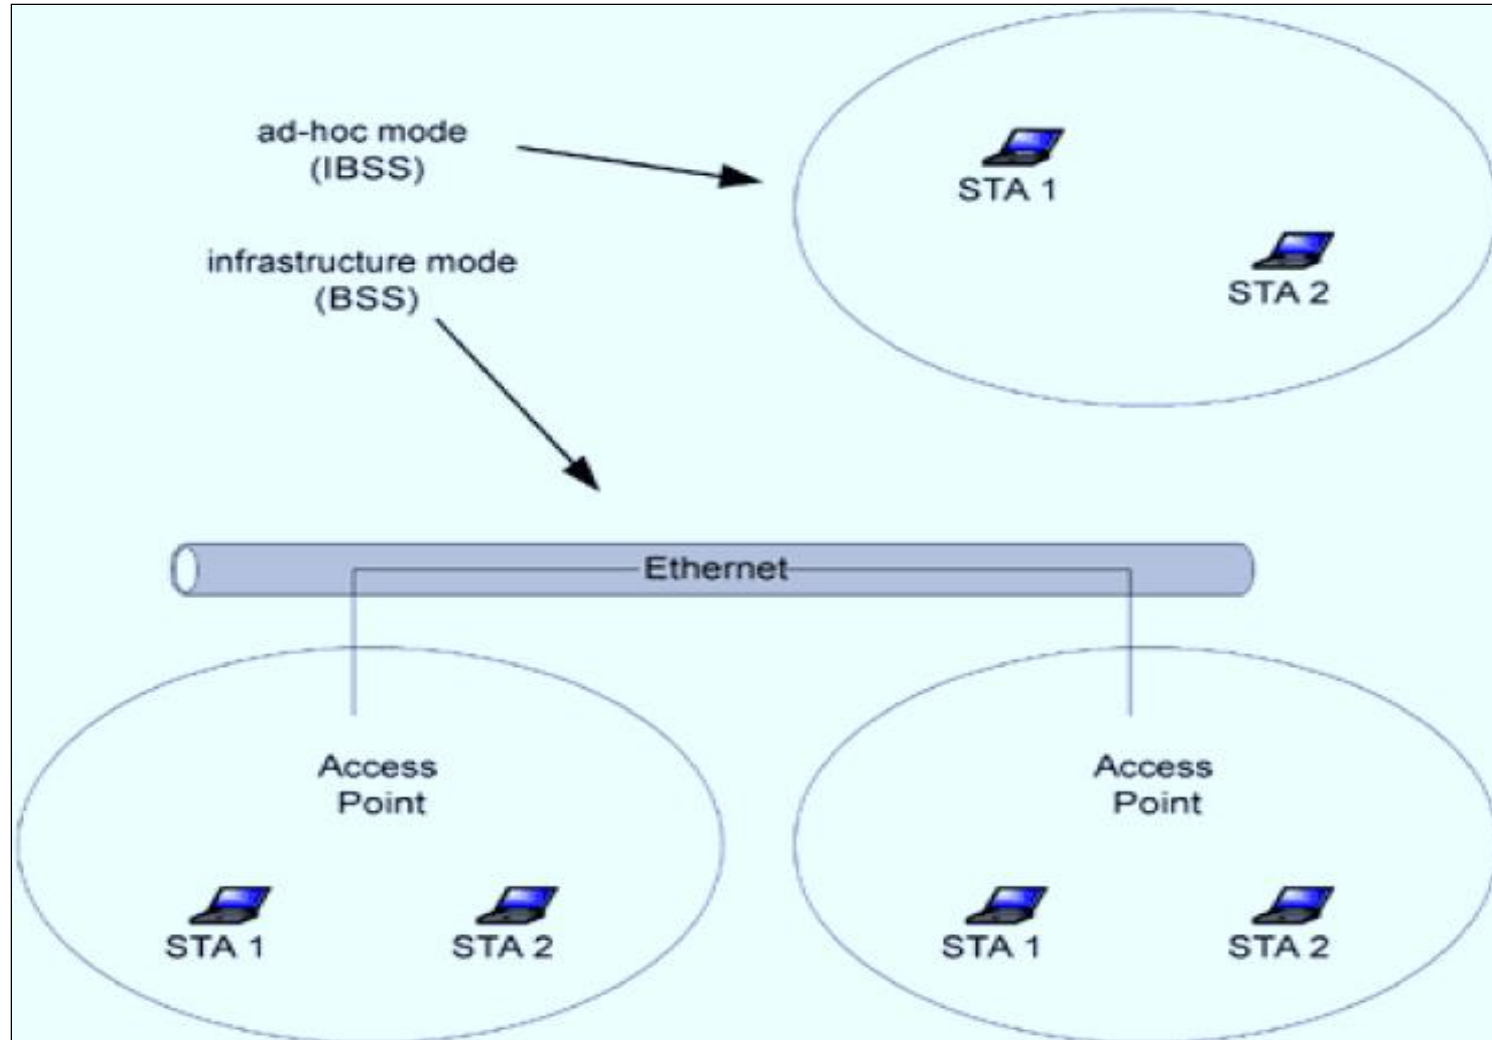 ad-hoc mode
(IBSS)
STA 1
STA 2
infrastructure mode
(BSS)
Ethernet
Access
Point
STA 1
STA 2
Access
Point
STA 1
STA 2